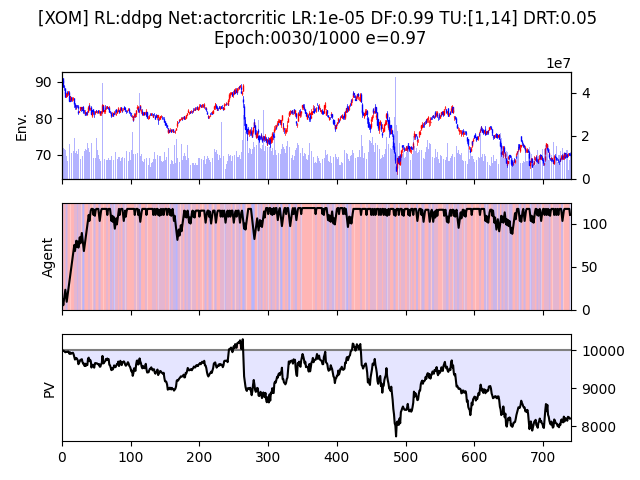 [XOM] RL:ddpg Net:actorcritic LR:1e-05 DF:0.99 TU:[1,14] DRT:0.05
Epoch:0030/1000 e=0.97
1e7
90
80
70
Env.
4
2
0
Agent
100
50
0
PV
10000
9000
8000
0 100 200 300 400 500 600 700